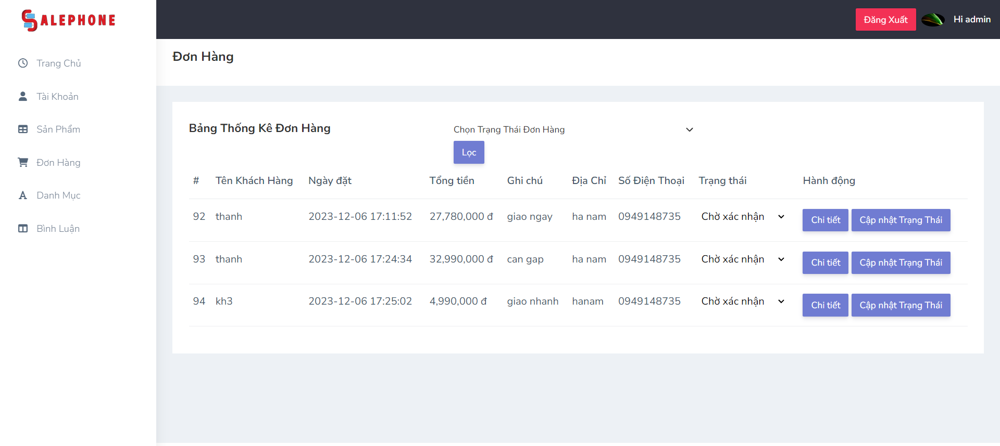 SALEPHONE
Đăng Xuất
Hi admin
Trang Chủ
Tài Khoản
Sản Phẩm
Đơn Hàng
Danh Mục
Bình Luận
Đơn Hàng
Bảng Thống Kê Đơn Hàng
Chọn Trạng Thái Đơn Hàng
Lọc
# Tên Khách Hàng Ngày đặt Tổng tiền Ghi chú Địa Chỉ Số Điện Thoại Trạng thái Hành động
92 thanh 2023-12-06 17:11:52 27,780,000 đ giao ngay ha nam 0949148735 Chờ xác nhận Chi tiết Cập nhật Trạng Thái
93 thanh 2023-12-06 17:24:34 32,990,000 đ can gap ha nam 0949148735 Chờ xác nhận Chi tiết Cập nhật Trạng Thái
94 kh3 2023-12-06 17:25:02 4,990,000 đ giao nhanh hanam 0949148735 Chờ xác nhận Chi tiết Cập nhật Trạng Thái